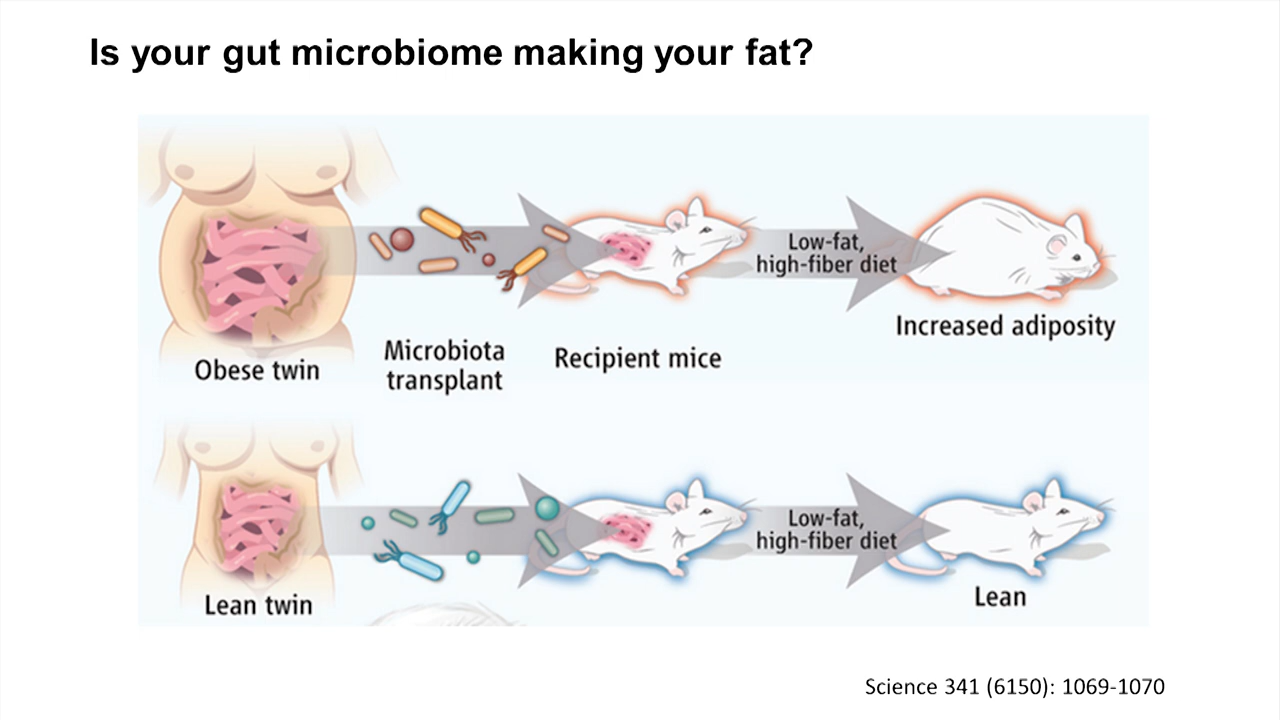 Is your gut microbiome making your fat?
Low-fat,
high-fiber diet
Increased adiposity
Obese twin
Microbiota
transplant
Recipient mice
Low-fat,
high-fiber diet
Lean twin
Lean
Science 341 (6150): 1069-1070